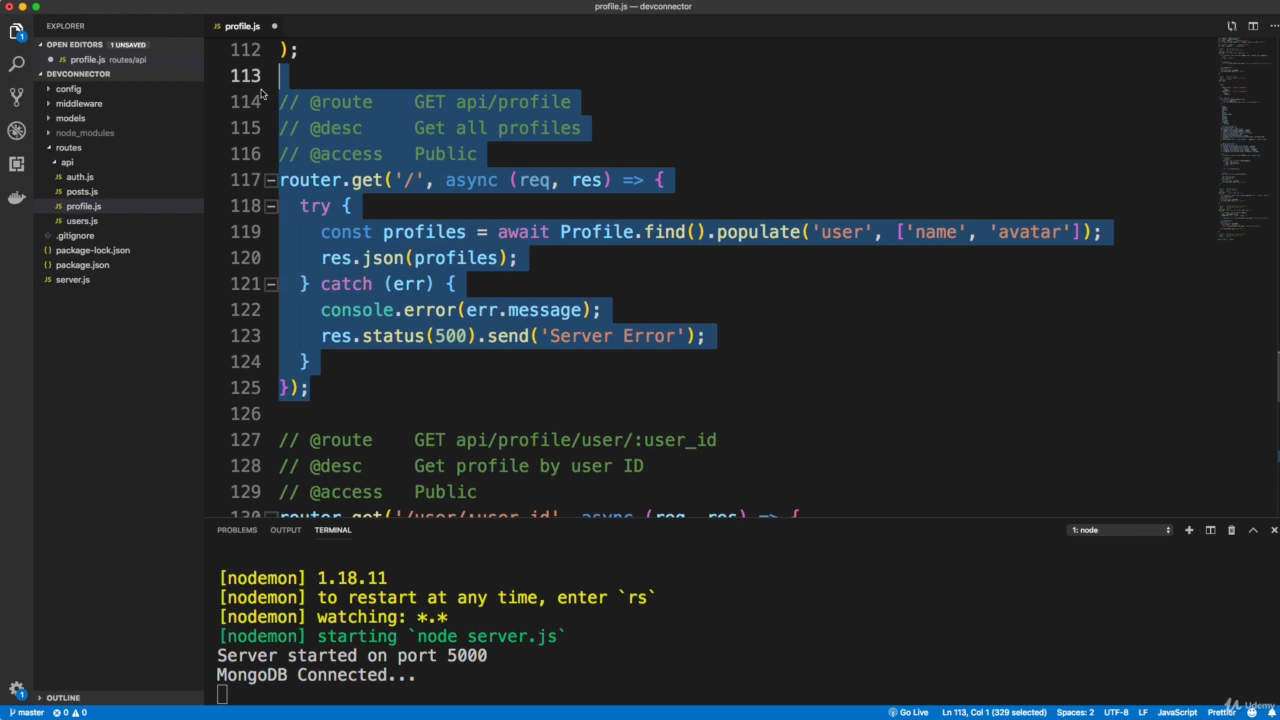 profile.js — devconnector
EXPLORER
profile.js
OPEN EDITORS 1 UNSAVED
profile.js routes/api
DEVCONNECTOR
config
middleware
models
node_modules
routes
api
auth.js
posts.js
profile.js
users.js
.gitignore
package-lock.json
package.json
server.js
112 );
113
114 // @route    GET api/profile
115 // @desc     Get all profiles
116 // @access   Public
117 router.get('/', async (req, res) => {
118   try {
119     const profiles = await Profile.find().populate('user', ['name', 'avatar']);
120     res.json(profiles);
121   } catch (err) {
122     console.error(err.message);
123     res.status(500).send('Server Error');
124   }
125 });
126
127 // @route    GET api/profile/user/:user_id
128 // @desc     Get profile by user ID
129 // @access   Public
130 router.get('/user/:user_id', async (req, res) => {
PROBLEMS OUTPUT TERMINAL
1: node
[nodemon] 1.18.11
[nodemon] to restart at any time, enter `rs`
[nodemon] watching: *.*
[nodemon] starting `node server.js`
Server started on port 5000
MongoDB Connected...
OUTLINE
master 0 0
Go Live Ln 113, Col 1 (329 selected) Spaces: 2 UTF-8 LF JavaScript Prettier
Udemy
1
1